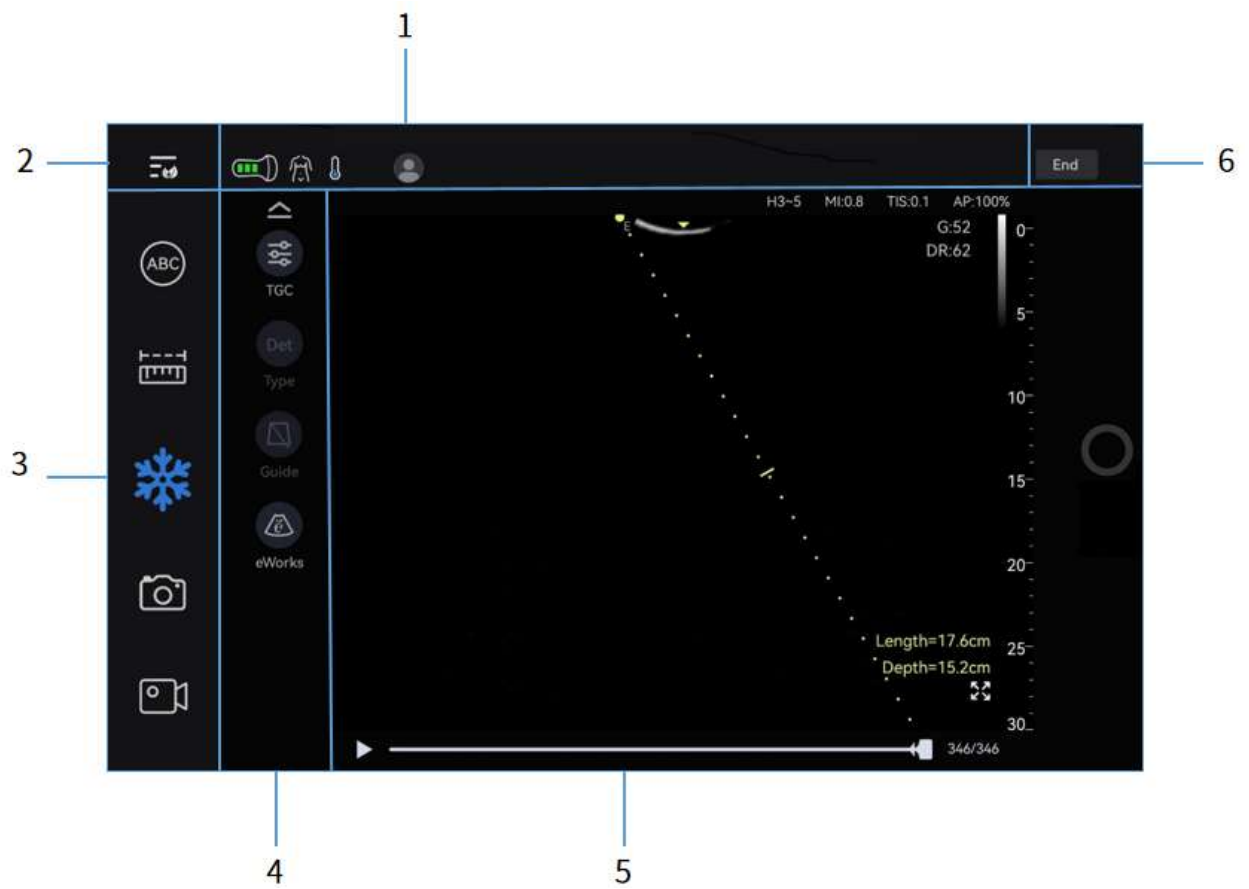 1
2
6
End
H3~5 MI:0.8 TIS:0.1 AP:100%
E
G:52
DR:62
0
ABC
TGC
5
Det
Type
10
Guide
3
15
eWorks
20
Length=17.6cm
25
Depth=15.2cm
30
346/346
4
5